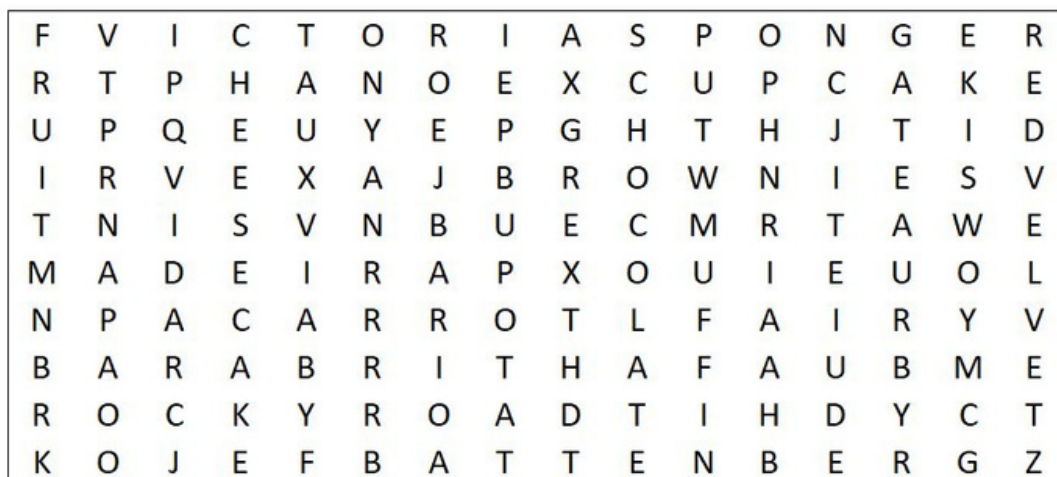 F V I C T O R I A S P O N G E R
R T P H A N O E X C U P C A K E
U P Q E U Y E P G H T H J T I D
I R V E X A J B R O W N I E S V
T N I S V N B U E C M R T A W E
M A D E I R A P X O U I E U O L
N P A C A R R O T L F A I R Y V
B A R A B R I T H A F A U B M E
R O C K Y R O A D T I H D Y C T
K O J E F B A T T E N B E R G Z